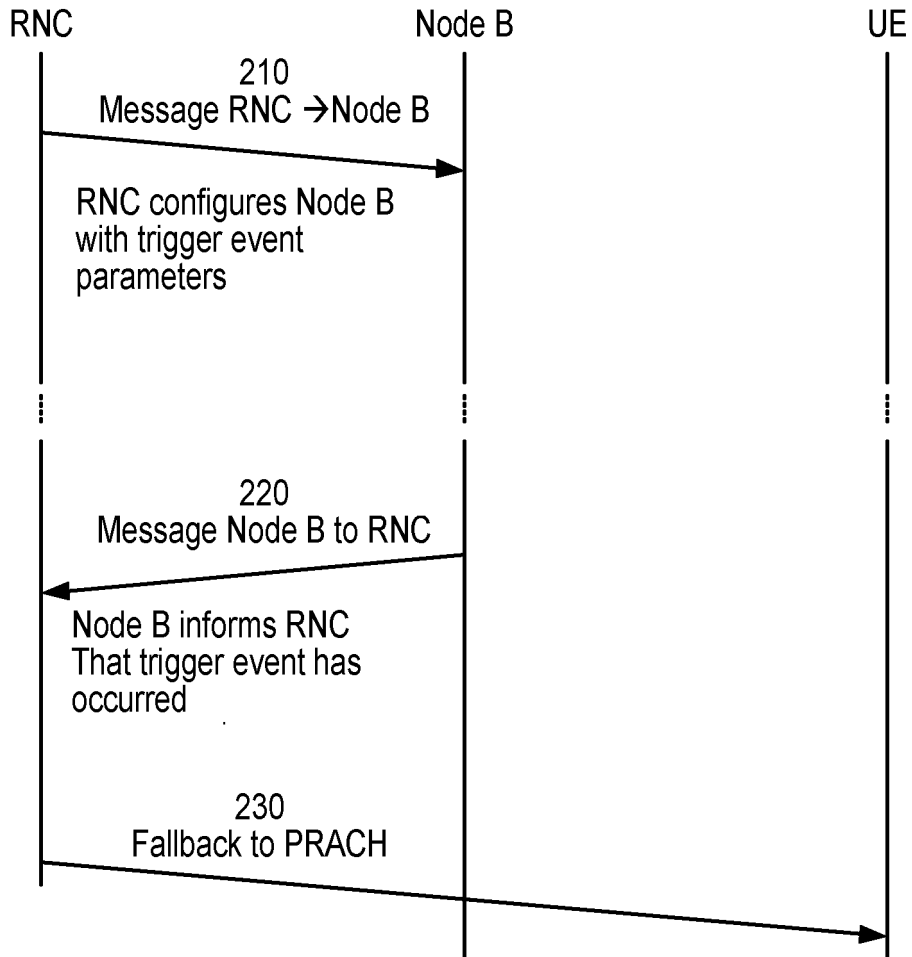 RNC Node B UE
210
Message RNC →Node B
RNC configures Node B
with trigger event
parameters
220
Message Node B to RNC
Node B informs RNC
That trigger event has
occurred
230
Fallback to PRACH